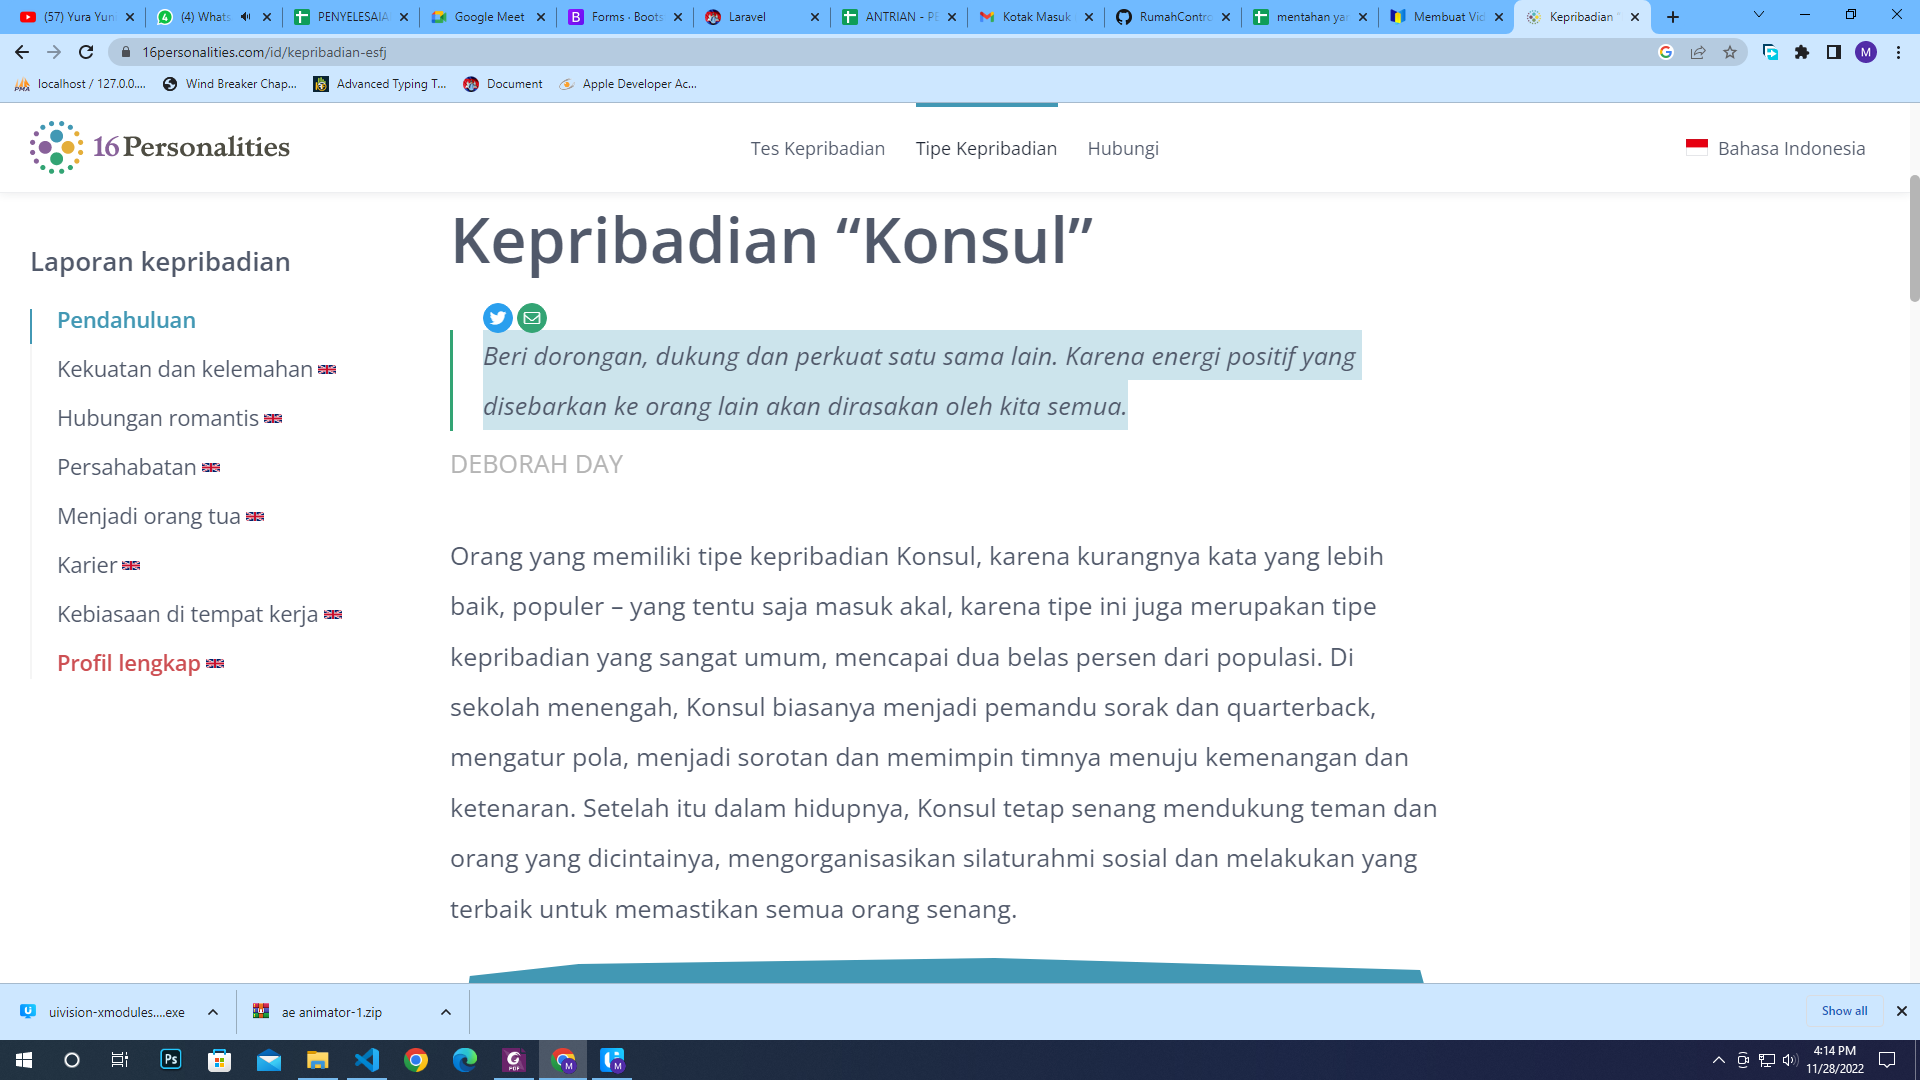 (57) Yura Yuni
(4) Whats
PENYELESAIA
Google Meet
Forms · Boots
Laravel
ANTRIAN - PE
Kotak Masuk
RumahContro
mentahan yan
Membuat Vid
Kepribadian "
16personalities.com/id/kepribadian-esfj
M
localhost / 127.0.0....
Wind Breaker Chap...
Advanced Typing T...
Document
Apple Developer Ac...
16Personalities
Tes Kepribadian
Tipe Kepribadian
Hubungi
Bahasa Indonesia
Laporan kepribadian
Pendahuluan
Kekuatan dan kelemahan
Hubungan romantis
Persahabatan
Menjadi orang tua
Karier
Kebiasaan di tempat kerja
Profil lengkap
Kepribadian “Konsul”
Beri dorongan, dukung dan perkuat satu sama lain. Karena energi positif yang
disebarkan ke orang lain akan dirasakan oleh kita semua.
DEBORAH DAY
Orang yang memiliki tipe kepribadian Konsul, karena kurangnya kata yang lebih
baik, populer – yang tentu saja masuk akal, karena tipe ini juga merupakan tipe
kepribadian yang sangat umum, mencapai dua belas persen dari populasi. Di
sekolah menengah, Konsul biasanya menjadi pemandu sorak dan quarterback,
mengatur pola, menjadi sorotan dan memimpin timnya menuju kemenangan dan
ketenaran. Setelah itu dalam hidupnya, Konsul tetap senang mendukung teman dan
orang yang dicintainya, mengorganisasikan silaturahmi sosial dan melakukan yang
terbaik untuk memastikan semua orang senang.
uivision-xmodules....exe
ae animator-1.zip
Show all
4:14 PM
11/28/2022